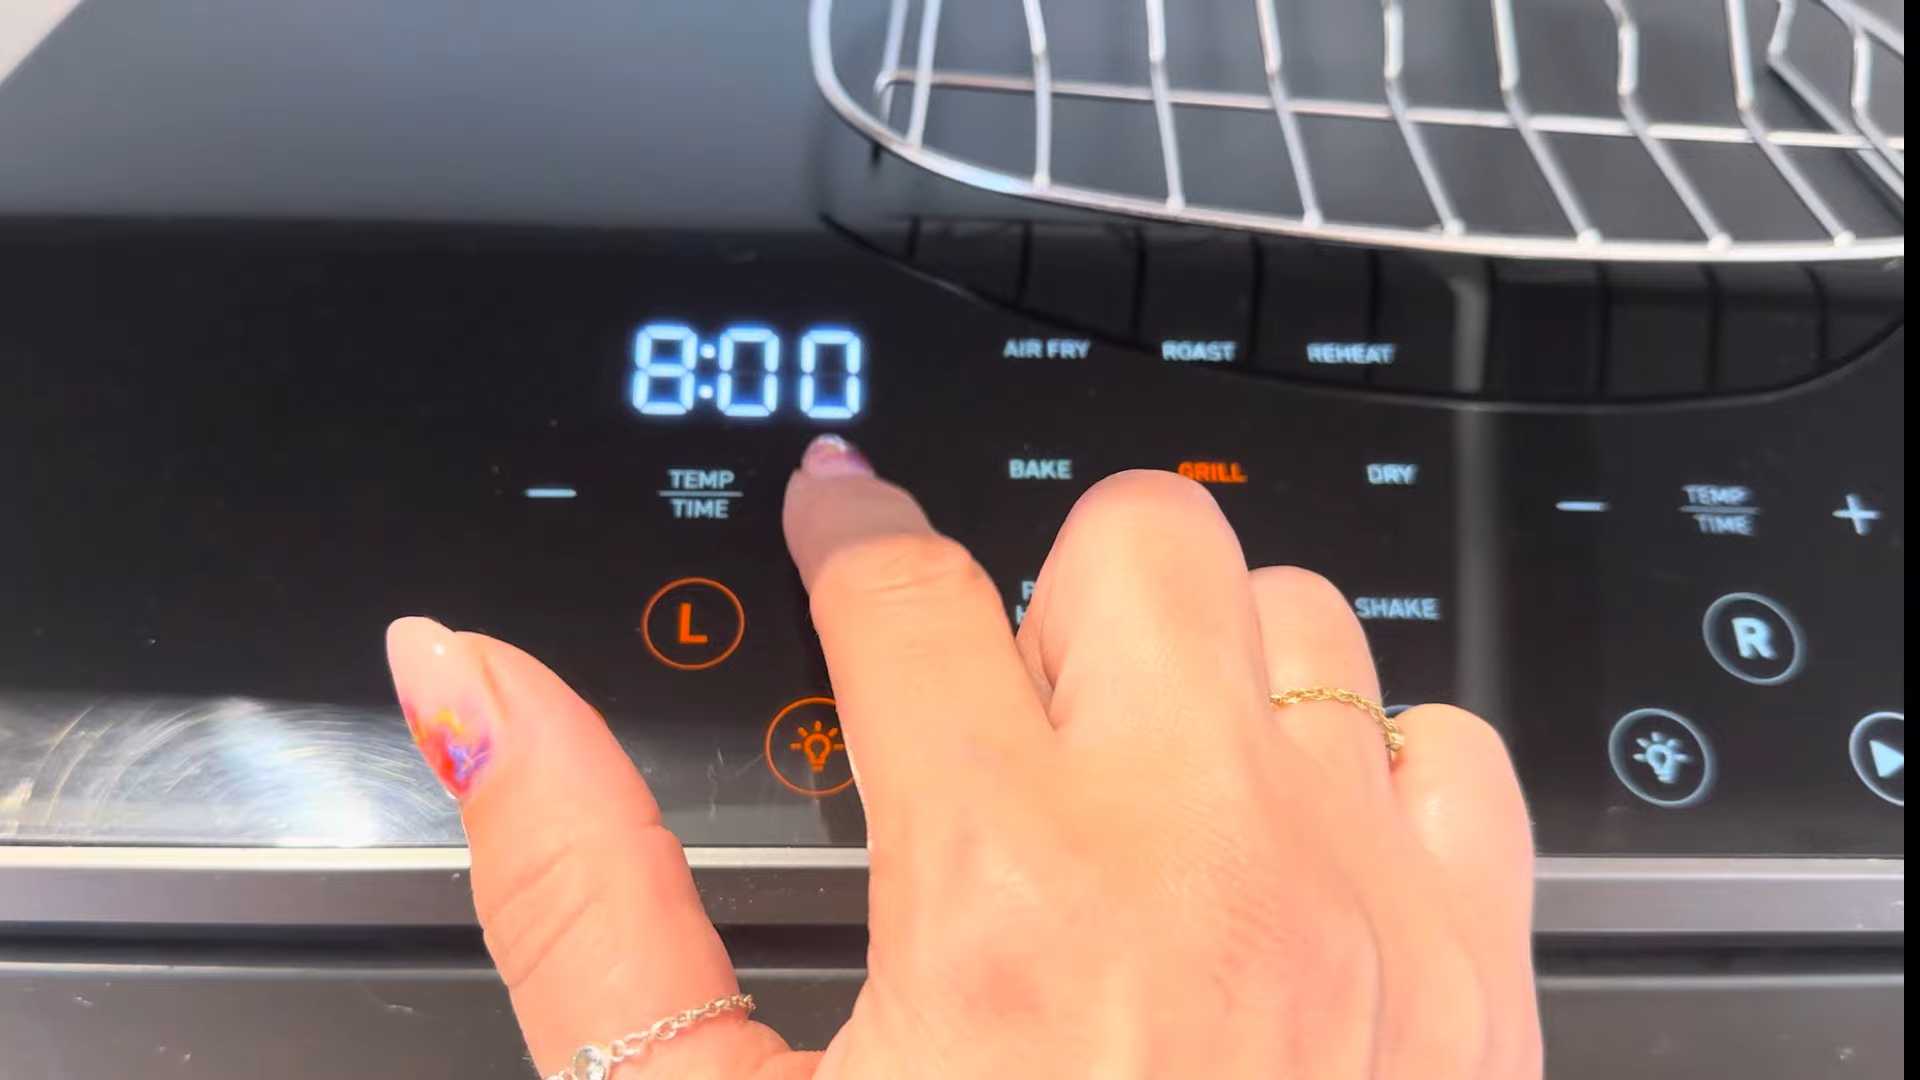 8:00
AIR FRY ROAST REHEAT
TEMP
TIME
BAKE GRILL DRY
TEMP
TIME
L
SHAKE
R